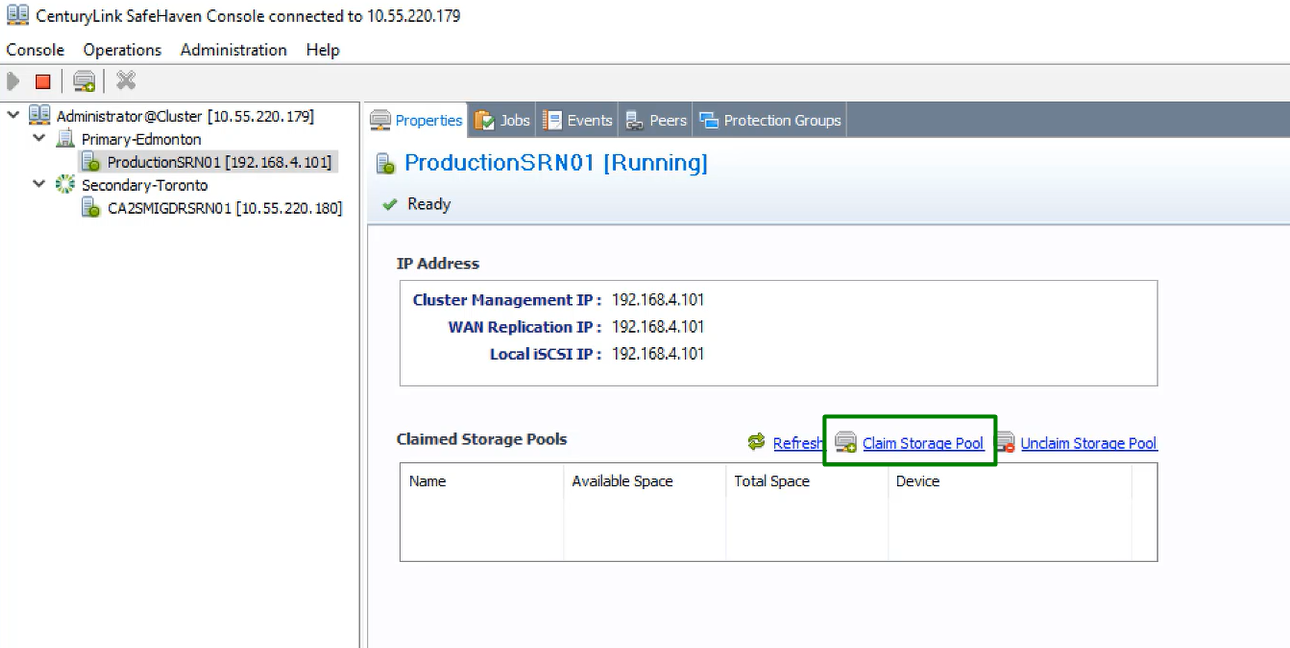 CenturyLink SafeHaven Console connected to 10.55.220.179
Console Operations Administration Help
Administrator@Cluster [10.55.220.179]
Primary-Edmonton
ProductionSRN01 [192.168.4.101]
Secondary-Toronto
CA2SMIGDRSRN01 [10.55.220.180]
Properties Jobs Events Peers Protection Groups
ProductionSRN01 [Running]
Ready
IP Address
Cluster Management IP : 192.168.4.101
WAN Replication IP : 192.168.4.101
Local iSCSI IP : 192.168.4.101
Claimed Storage Pools Refresh Claim Storage Pool Unclaim Storage Pool
Name Available Space Total Space Device